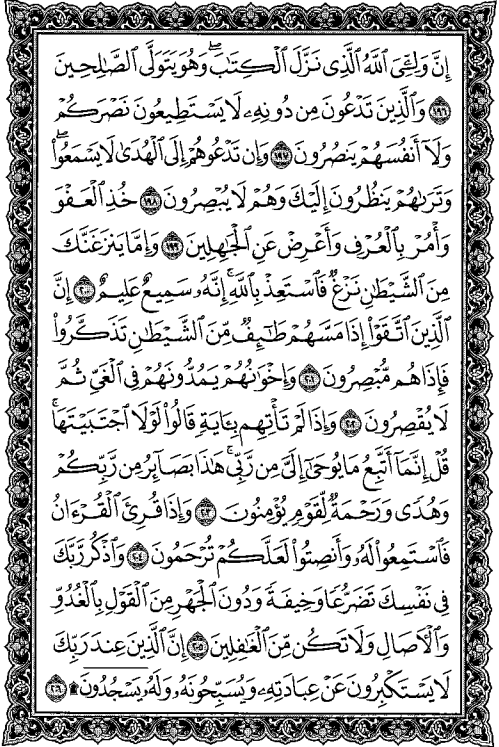 إِنَّ وَلِـِّۧىَ ٱللَّهُ ٱلَّذِى نَزَّلَ ٱلْكِتَٰبَ ۖ وَهُوَ يَتَوَلَّى ٱلصَّٰلِحِينَ
١٩٦ وَٱلَّذِينَ تَدْعُونَ مِن دُونِهِۦ لَا يَسْتَطِيعُونَ نَصْرَكُمْ
وَلَآ أَنفُسَهُمْ يَنصُرُونَ ١٩٧ وَإِن تَدْعُوهُمْ إِلَى ٱلْهُدَىٰ لَا يَسْمَعُوا۟ ۖ
وَتَرَىٰهُمْ يَنظُرُونَ إِلَيْكَ وَهُمْ لَا يُبْصِرُونَ ١٩٨ خُذِ ٱلْعَفْوَ
وَأْمُرْ بِٱلْعُرْفِ وَأَعْرِضْ عَنِ ٱلْجَٰهِلِينَ ١٩٩ وَإِمَّا يَنزَغَنَّكَ
مِنَ ٱلشَّيْطَٰنِ نَزْغٌ فَٱسْتَعِذْ بِٱللَّهِ ۚ إِنَّهُۥ سَمِيعٌ عَلِيمٌ ٢٠٠ إِنَّ
ٱلَّذِينَ ٱتَّقَوْا۟ إِذَا مَسَّهُمْ طَٰٓئِفٌ مِّنَ ٱلشَّيْطَٰنِ تَذَكَّرُوا۟
فَإِذَا هُم مُّبْصِرُونَ ٢٠١ وَإِخْوَٰنُهُمْ يَمُدُّونَهُمْ فِى ٱلْغَىِّ ثُمَّ
لَا يُقْصِرُونَ ٢٠٢ وَإِذَا لَمْ تَأْتِهِم بِـَٔايَةٍ قَالُوا۟ لَوْلَا ٱجْتَبَيْتَهَا ۚ
قُلْ إِنَّمَآ أَتَّبِعُ مَا يُوحَىٰٓ إِلَىَّ مِن رَّبِّى ۚ هَٰذَا بَصَآئِرُ مِن رَّبِّكُمْ
وَهُدًى وَرَحْمَةٌ لِّقَوْمٍ يُؤْمِنُونَ ٢٠٣ وَإِذَا قُرِئَ ٱلْقُرْءَانُ
فَٱسْتَمِعُوا۟ لَهُۥ وَأَنصِتُوا۟ لَعَلَّكُمْ تُرْحَمُونَ ٢٠٤ وَٱذْكُر رَّبَّكَ
فِى نَفْسِكَ تَضَرُّعًا وَخِيفَةً وَدُونَ ٱلْجَهْرِ مِنَ ٱلْقَوْلِ بِٱلْغُدُوِّ
وَٱلْءَاصَالِ وَلَا تَكُن مِّنَ ٱلْغَٰفِلِينَ ٢٠٥ إِنَّ ٱلَّذِينَ عِندَ رَبِّكَ
لَا يَسْتَكْبِرُونَ عَنْ عِبَادَتِهِۦ وَيُسَبِّحُونَهُۥ وَلَهُۥ يَسْجُدُونَ ۩ ٢٠٦